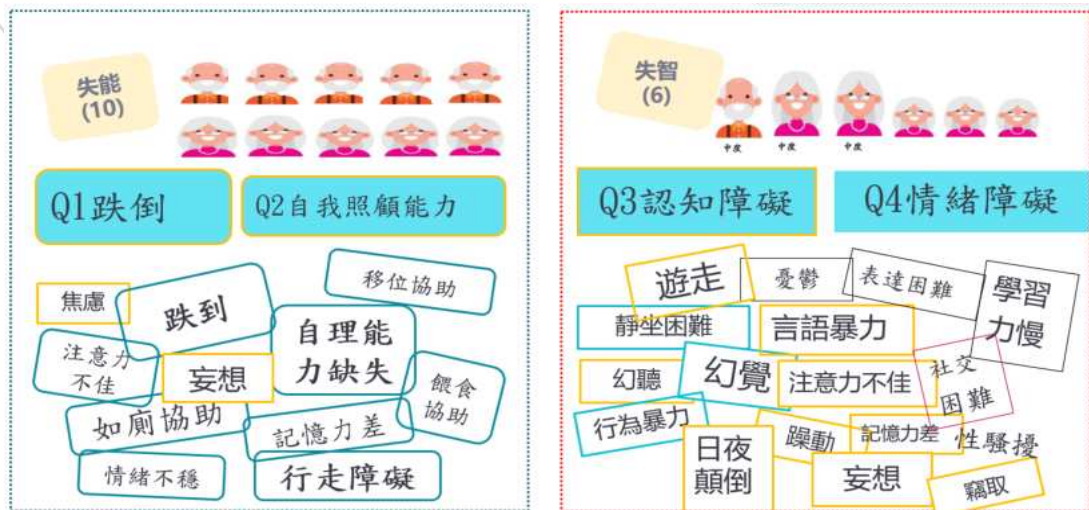 失能
(10)
Q1跌倒
Q2自我照顧能力
移位協助
焦慮
跌到
自理能
力缺失
注意力
不佳
妄想
餵食
協助
如廁協助
記憶力差
情緒不穩
行走障礙
失智
(6)
中度
中度
中度
Q3認知障礙
Q4情緒障礙
遊走
憂鬱
表達困難
學習
力慢
靜坐困難
言語暴力
幻聽
幻覺
注意力不佳
社交
困難
行為暴力
日夜
顛倒
躁動
記憶力差
性騷擾
妄想
竊取